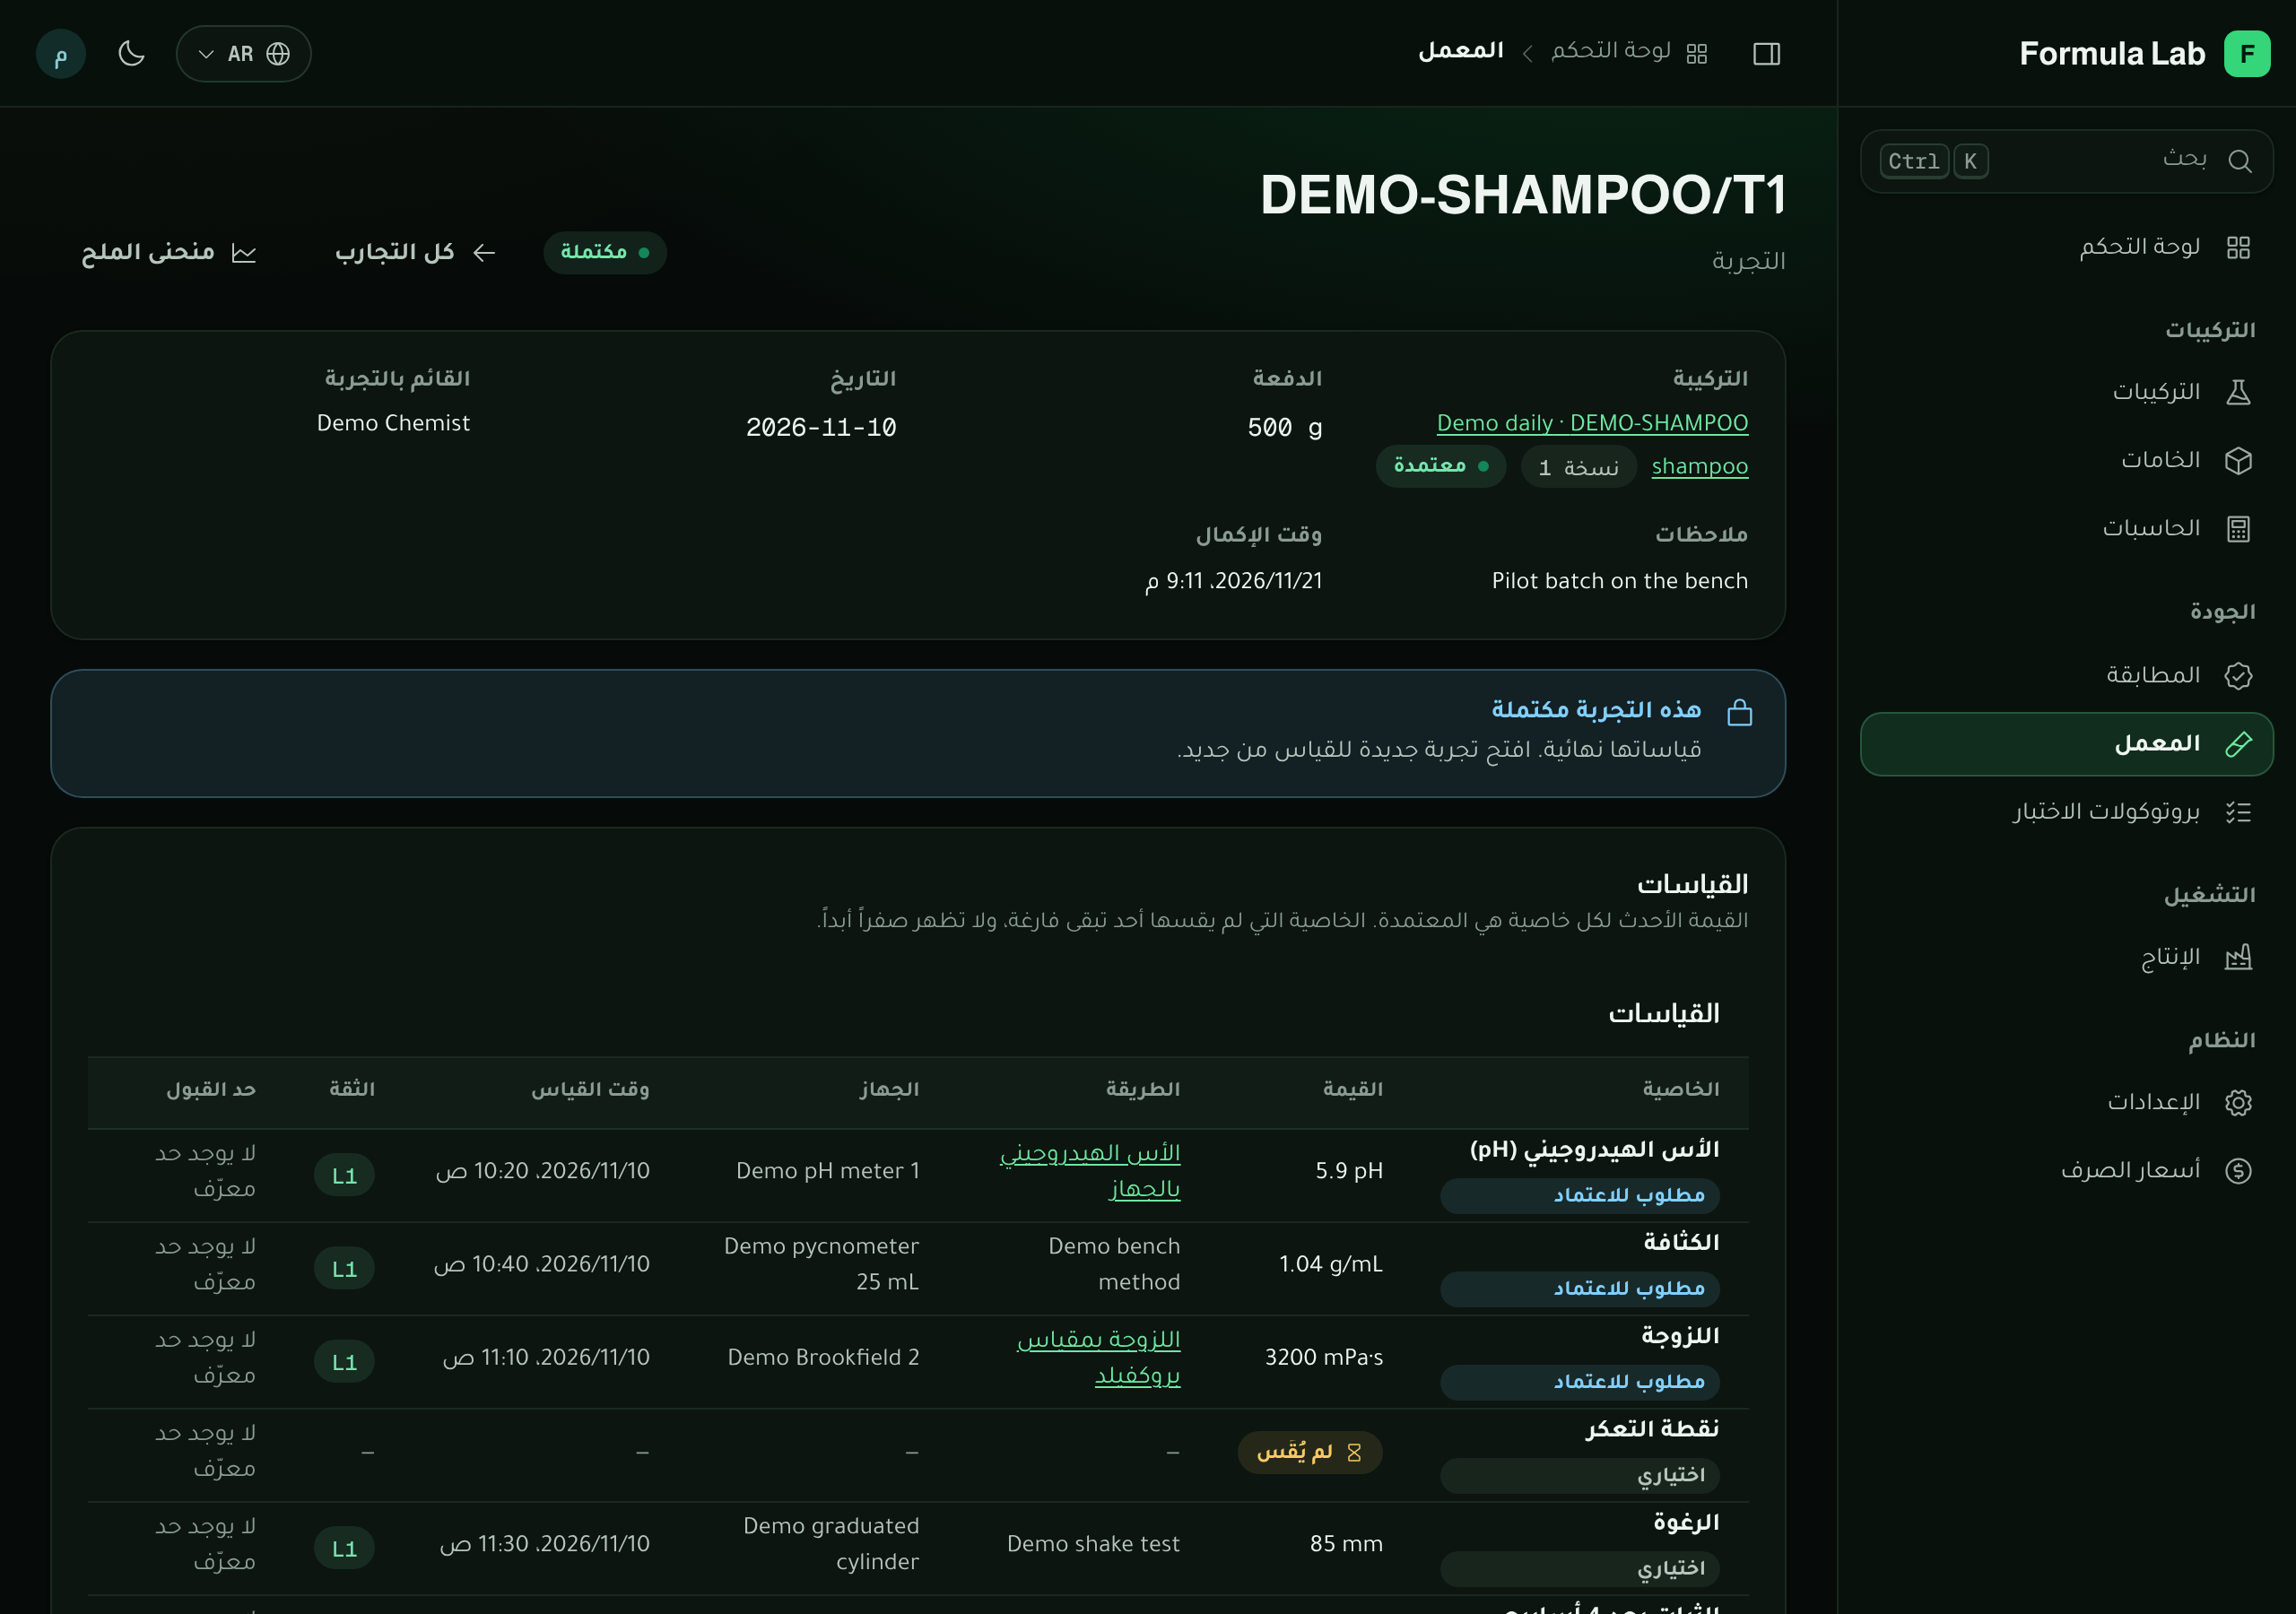 F Formula Lab
بحث Ctrl K
لوحة التحكم
التركيبات
التركيبات
الخامات
الحاسبات
الجودة
المطابقة
المعمل
بروتوكولات الاختبار
التشغيل
الإنتاج
النظام
الإعدادات
أسعار الصرف
لوحة التحكم المعمل
AR
م
DEMO-SHAMPOO/T1
التجربة
مكتملة
كل التجارب
منحنى الملح
التركيبة
Demo daily · DEMO-SHAMPOO
shampoo نسخة 1 معتمدة
الدفعة
500 g
التاريخ
2026-11-10
القائم بالتجربة
Demo Chemist
ملاحظات
Pilot batch on the bench
وقت الإكمال
2026/11/21، 9:11 م
هذه التجربة مكتملة
قياساتها نهائية. افتح تجربة جديدة للقياس من جديد.
القياسات
القيمة الأحدث لكل خاصية هي المعتمدة. الخاصية التي لم يقسها أحد تبقى فارغة، ولا تظهر صفراً أبداً.
القياسات
الخاصية القيمة الطريقة الجهاز وقت القياس الثقة حد القبول
الأس الهيدروجيني (pH)
مطلوب للاعتماد
5.9 pH
الأس الهيدروجيني
بالجهاز
Demo pH meter 1
2026/11/10، 10:20 ص
L1
لا يوجد حد
معرّف
الكثافة
مطلوب للاعتماد
1.04 g/mL
Demo bench
method
Demo pycnometer
25 mL
2026/11/10، 10:40 ص
L1
لا يوجد حد
معرّف
اللزوجة
مطلوب للاعتماد
3200 mPa·s
اللزوجة بمقياس
بروكفيلد
Demo Brookfield 2
2026/11/10، 11:10 ص
L1
لا يوجد حد
معرّف
نقطة التعكر
اختياري
لم يُقَس
–
–
–
–
لا يوجد حد
معرّف
الرغوة
اختياري
85 mm
Demo shake test
Demo graduated
cylinder
2026/11/10، 11:30 ص
L1
لا يوجد حد
معرّف